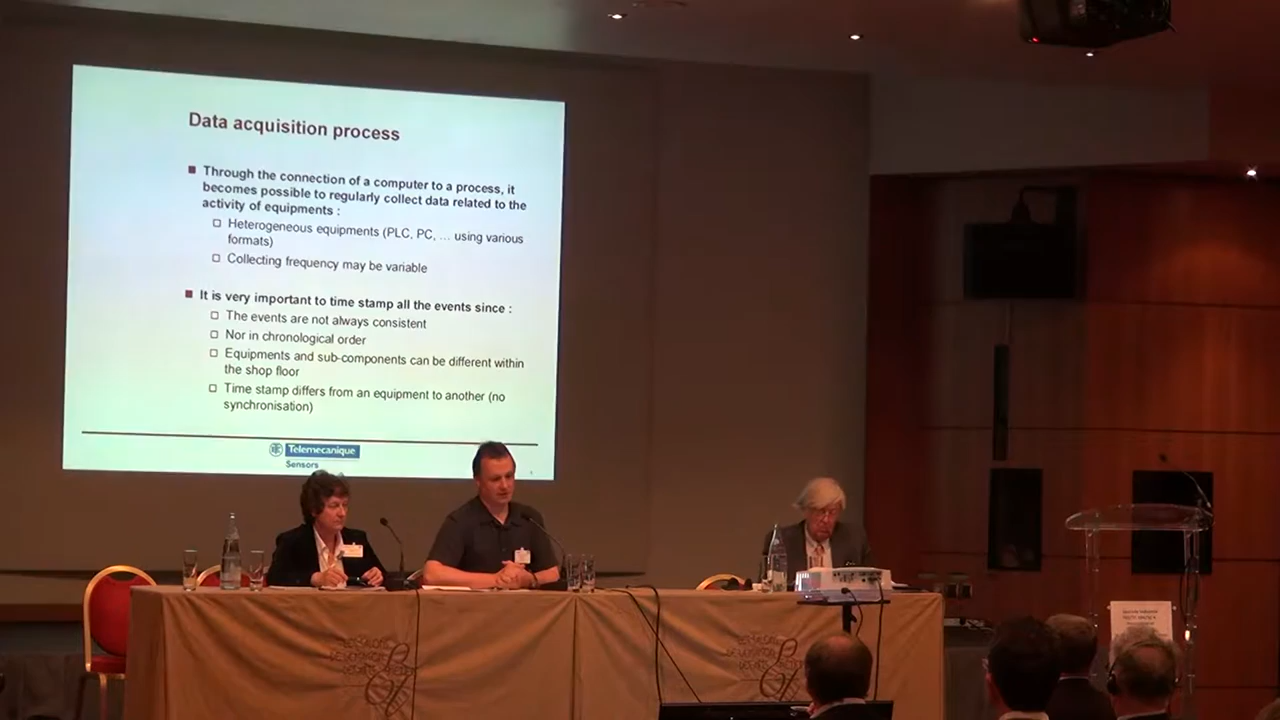 Data acquisition process
Through the connection of a computer to a process, it
becomes possible to regularly collect data related to the
activity of equipments :
Heterogeneous equipments (PLC, PC, ... using various
formats)
Collecting frequency may be variable
It is very important to time stamp all the events since :
The events are not always consistent
Nor in chronological order
Equipments and sub-components can be different within
the shop floor
Time stamp differs from an equipment to another (no
synchronisation)
Telemecanique
Sensors